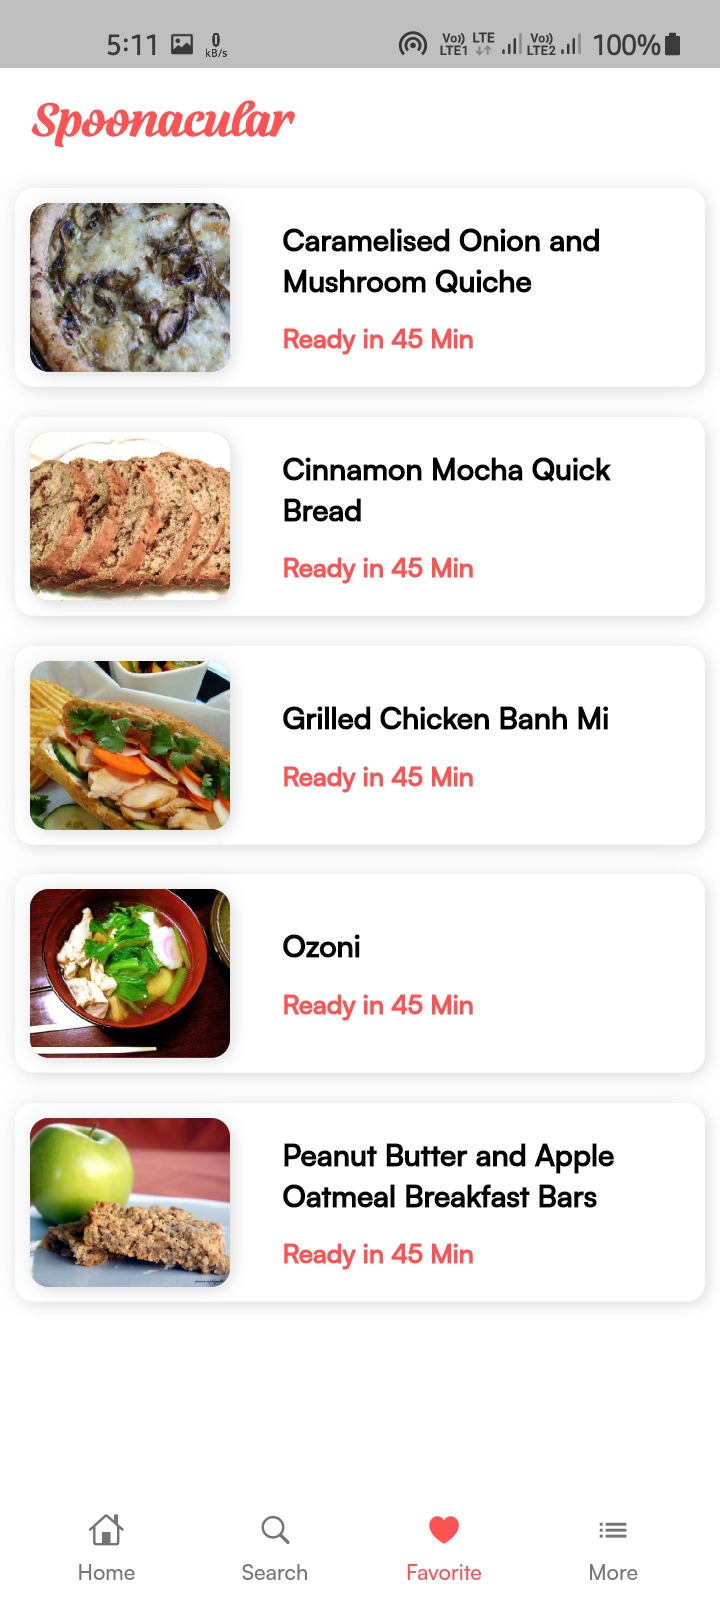 5:11
0
kB/s
Vo)) LTE
LTE1
Vo))
LTE2
100%
Spoonacular
Caramelised Onion and
Mushroom Quiche
Ready in 45 Min
Cinnamon Mocha Quick
Bread
Ready in 45 Min
Grilled Chicken Banh Mi
Ready in 45 Min
Ozoni
Ready in 45 Min
Peanut Butter and Apple
Oatmeal Breakfast Bars
Ready in 45 Min
Home
Search
Favorite
More